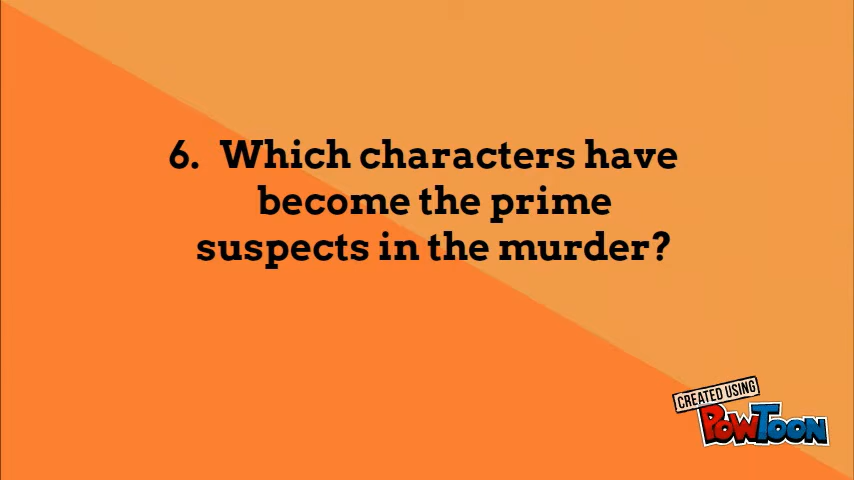 6. Which characters have
become the prime
suspects in the murder?
CREATED USING
POWTOON